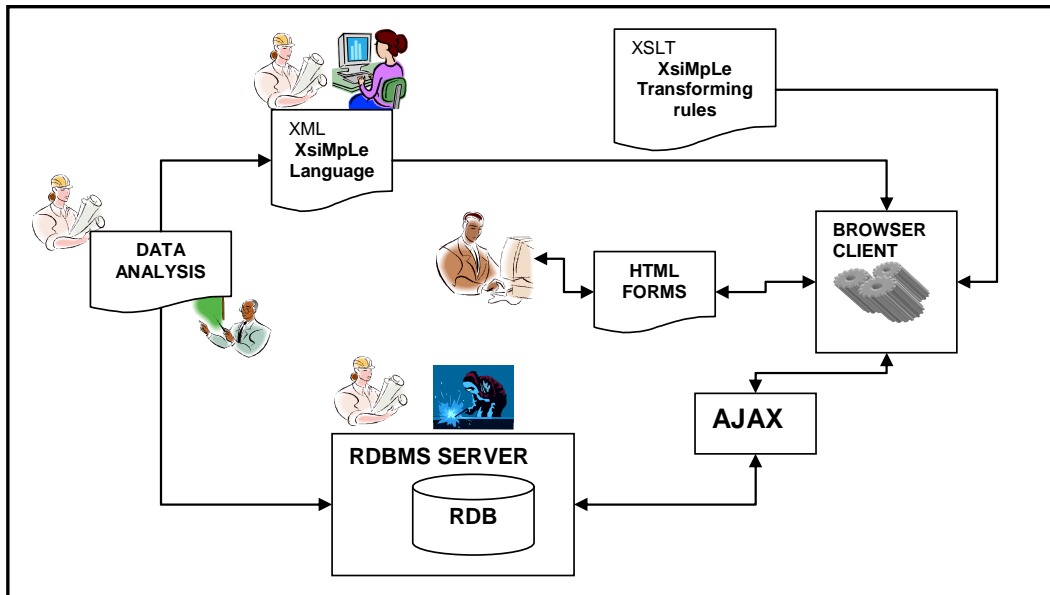 XSLT
XsiMpLe
Transforming
rules
XML
XsiMpLe
Language
DATA
ANALYSIS
BROWSER
CLIENT
HTML
FORMS
AJAX
RDBMS SERVER
RDB